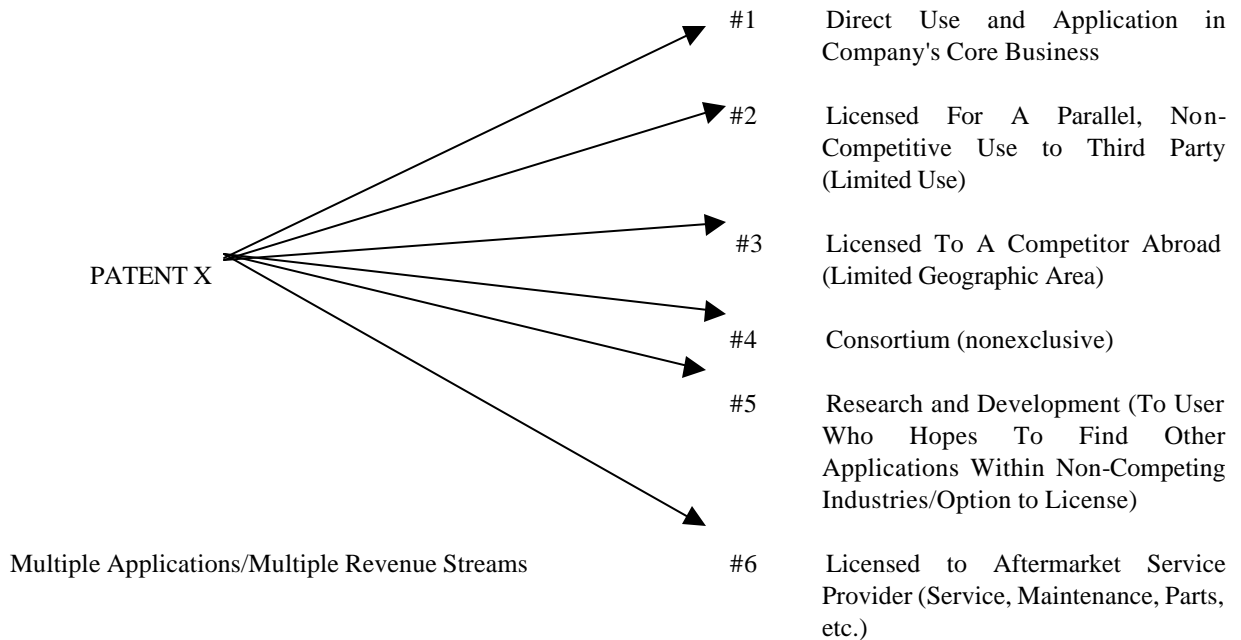 #1 Direct Use and Application in
Company's Core Business
#2 Licensed For A Parallel, Non-
Competitive Use to Third Party
(Limited Use)
#3 Licensed To A Competitor Abroad
(Limited Geographic Area)
PATENT X
#4 Consortium (nonexclusive)
#5 Research and Development (To User
Who Hopes To Find Other
Applications Within Non-Competing
Industries/Option to License)
Multiple Applications/Multiple Revenue Streams
#6 Licensed to Aftermarket Service
Provider (Service, Maintenance, Parts,
etc.)